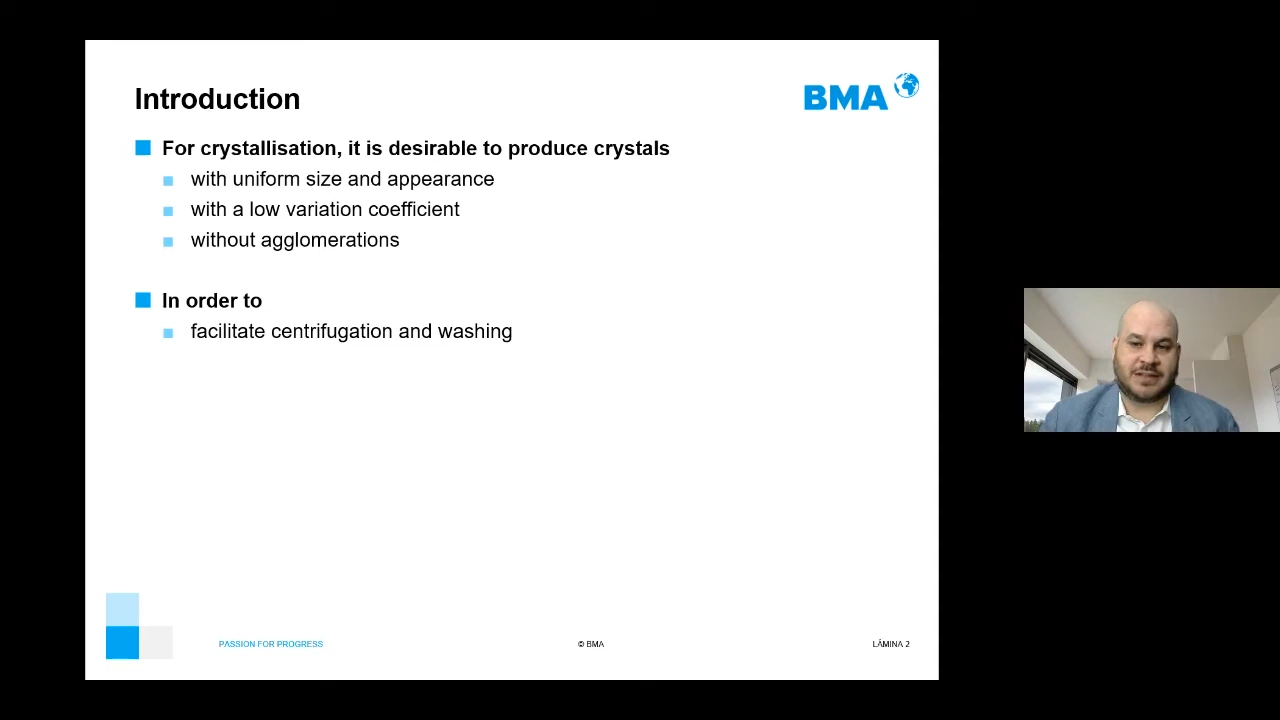 Introduction
BMA
For crystallisation, it is desirable to produce crystals
with uniform size and appearance
with a low variation coefficient
without agglomerations
In order to
facilitate centrifugation and washing
PASSION FOR PROGRESS
© BMA
LÁMINA 2